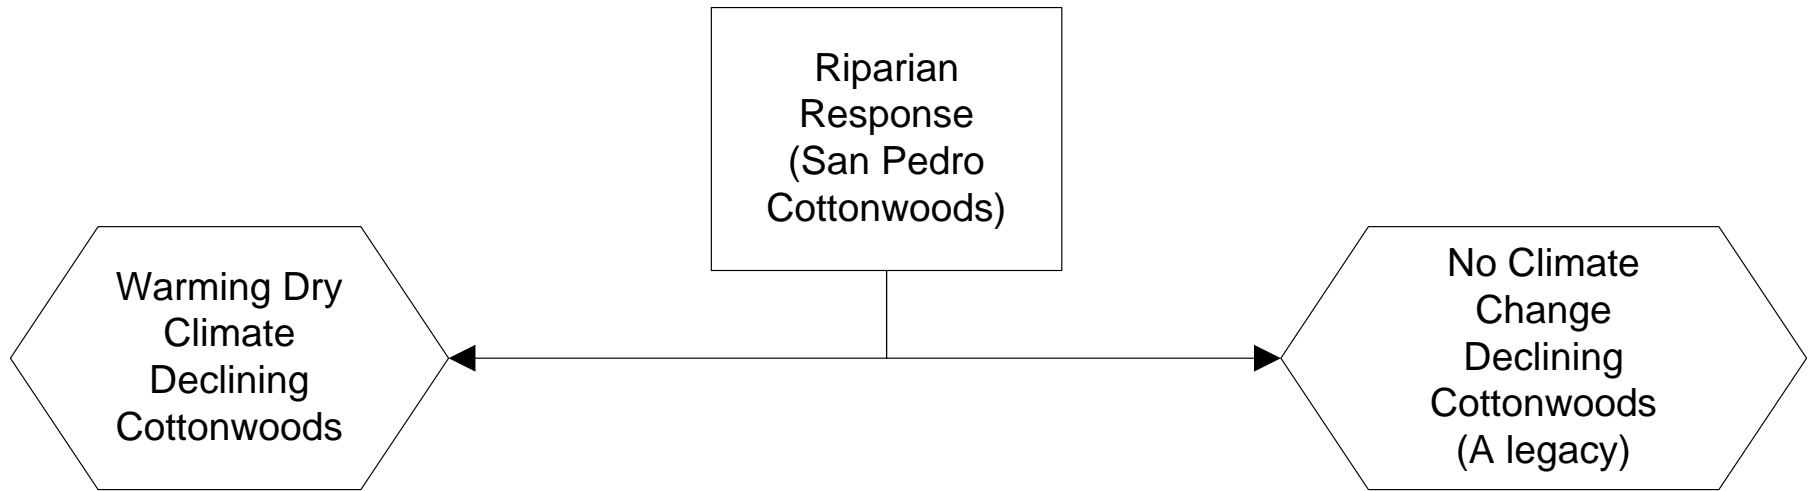 Riparian
Response
(San Pedro
Cottonwoods)
Warming Dry
Climate
Declining
Cottonwoods
No Climate
Change
Declining
Cottonwoods
(A legacy)